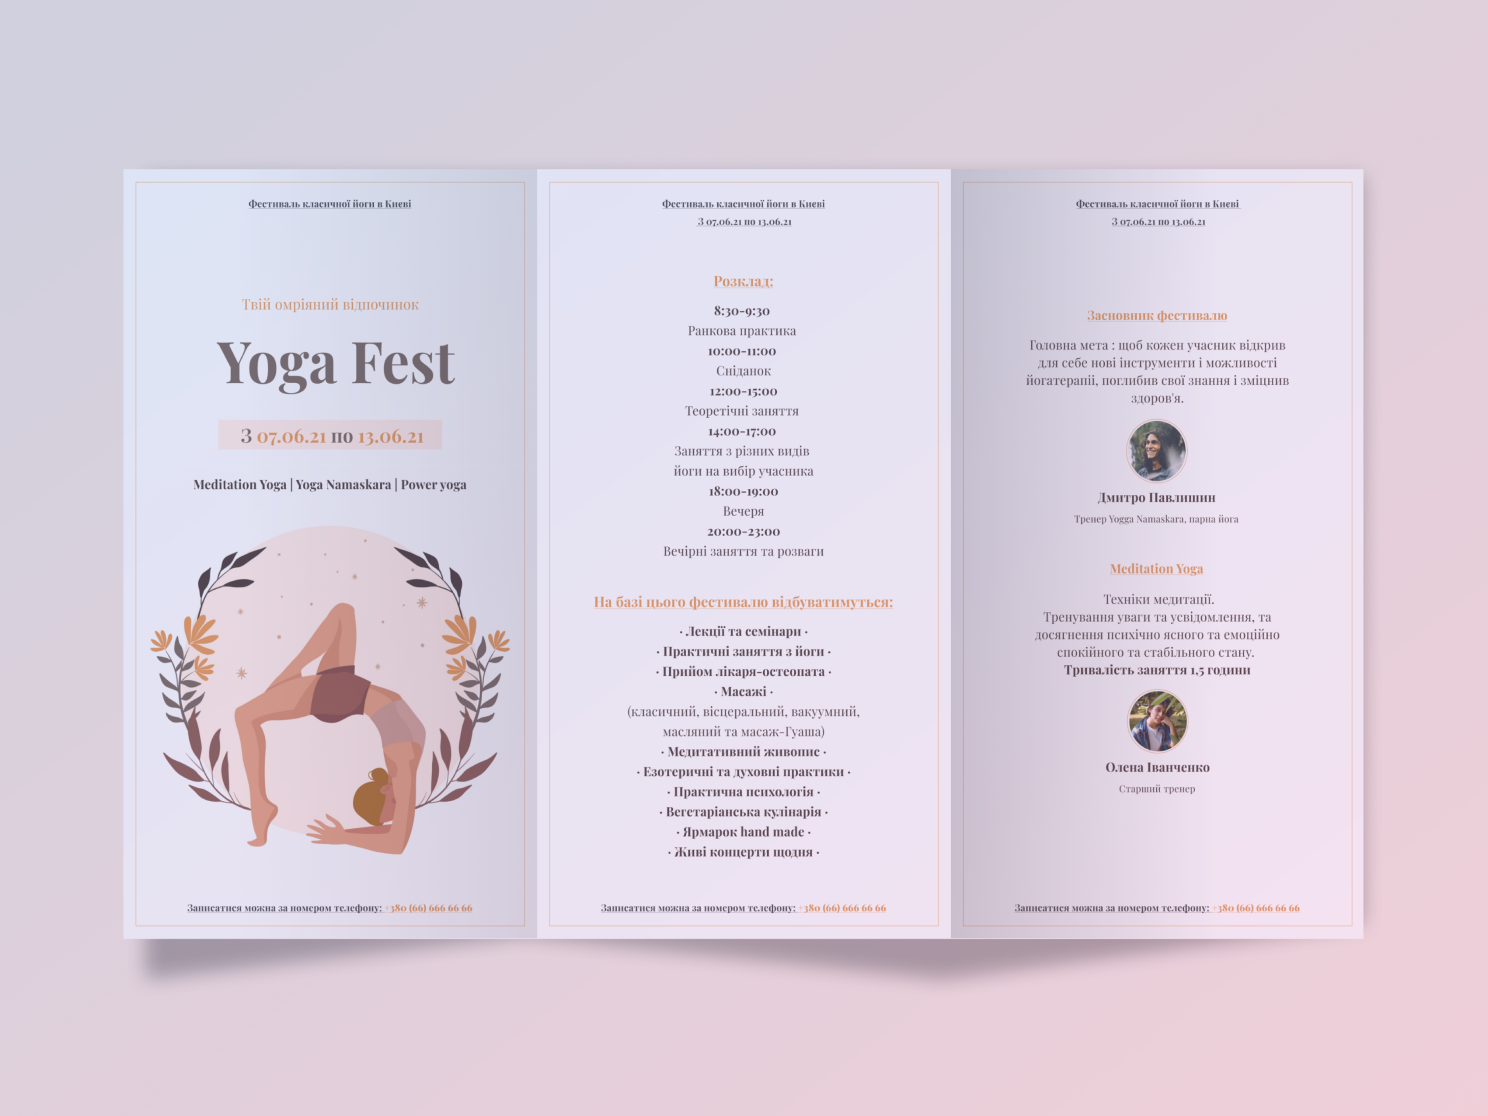 Фестиваль класичної йоги в Києві
Твій омріяний відпочинок
Yoga Fest
З 07.06.21 по 13.06.21
Meditation Yoga | Yoga Namaskara | Power yoga
Записатися можна за номером телефону: +380 (66) 666 66 66
Фестиваль класичної йоги в Києві
З 07.06.21 по 13.06.21
Розклад:
8:30-9:30
Ранкова практика
10:00-11:00
Сніданок
12:00-15:00
Теоретічні заняття
14:00-17:00
Заняття з різних видів
йоги на вибір учасника
18:00-19:00
Вечеря
20:00-23:00
Вечірні заняття та розваги
На базі цього фестивалю відбуватимуться:
· Лекції та семінари ·
· Практичні заняття з йоги ·
· Прийом лікаря-остеопата ·
· Масажі ·
(класичний, вісцеральний, вакуумний,
масляний та масаж-Гуаша)
· Медитативний живопис ·
· Езотеричні та духовні практики ·
· Практична психологія ·
· Вегетаріанська кулінарія ·
· Ярмарок hand made ·
· Живі концерти щодня ·
Записатися можна за номером телефону: +380 (66) 666 66 66
Фестиваль класичної йоги в Києві
З 07.06.21 по 13.06.21
Засновник фестивалю
Головна мета : щоб кожен учасник відкрив
для себе нові інструменти і можливості
йогатерапії, поглибив свої знання і зміцнив
здоров'я.
Дмитро Павлишин
Тренер Yogga Namaskara, парна йога
Meditation Yoga
Техніки медитації.
Тренування уваги та усвідомлення, та
досягнення психічно ясного та емоційно
спокійного та стабільного стану.
Тривалість заняття 1,5 години
Олена Іванченко
Старший тренер
Записатися можна за номером телефону: +380 (66) 666 66 66